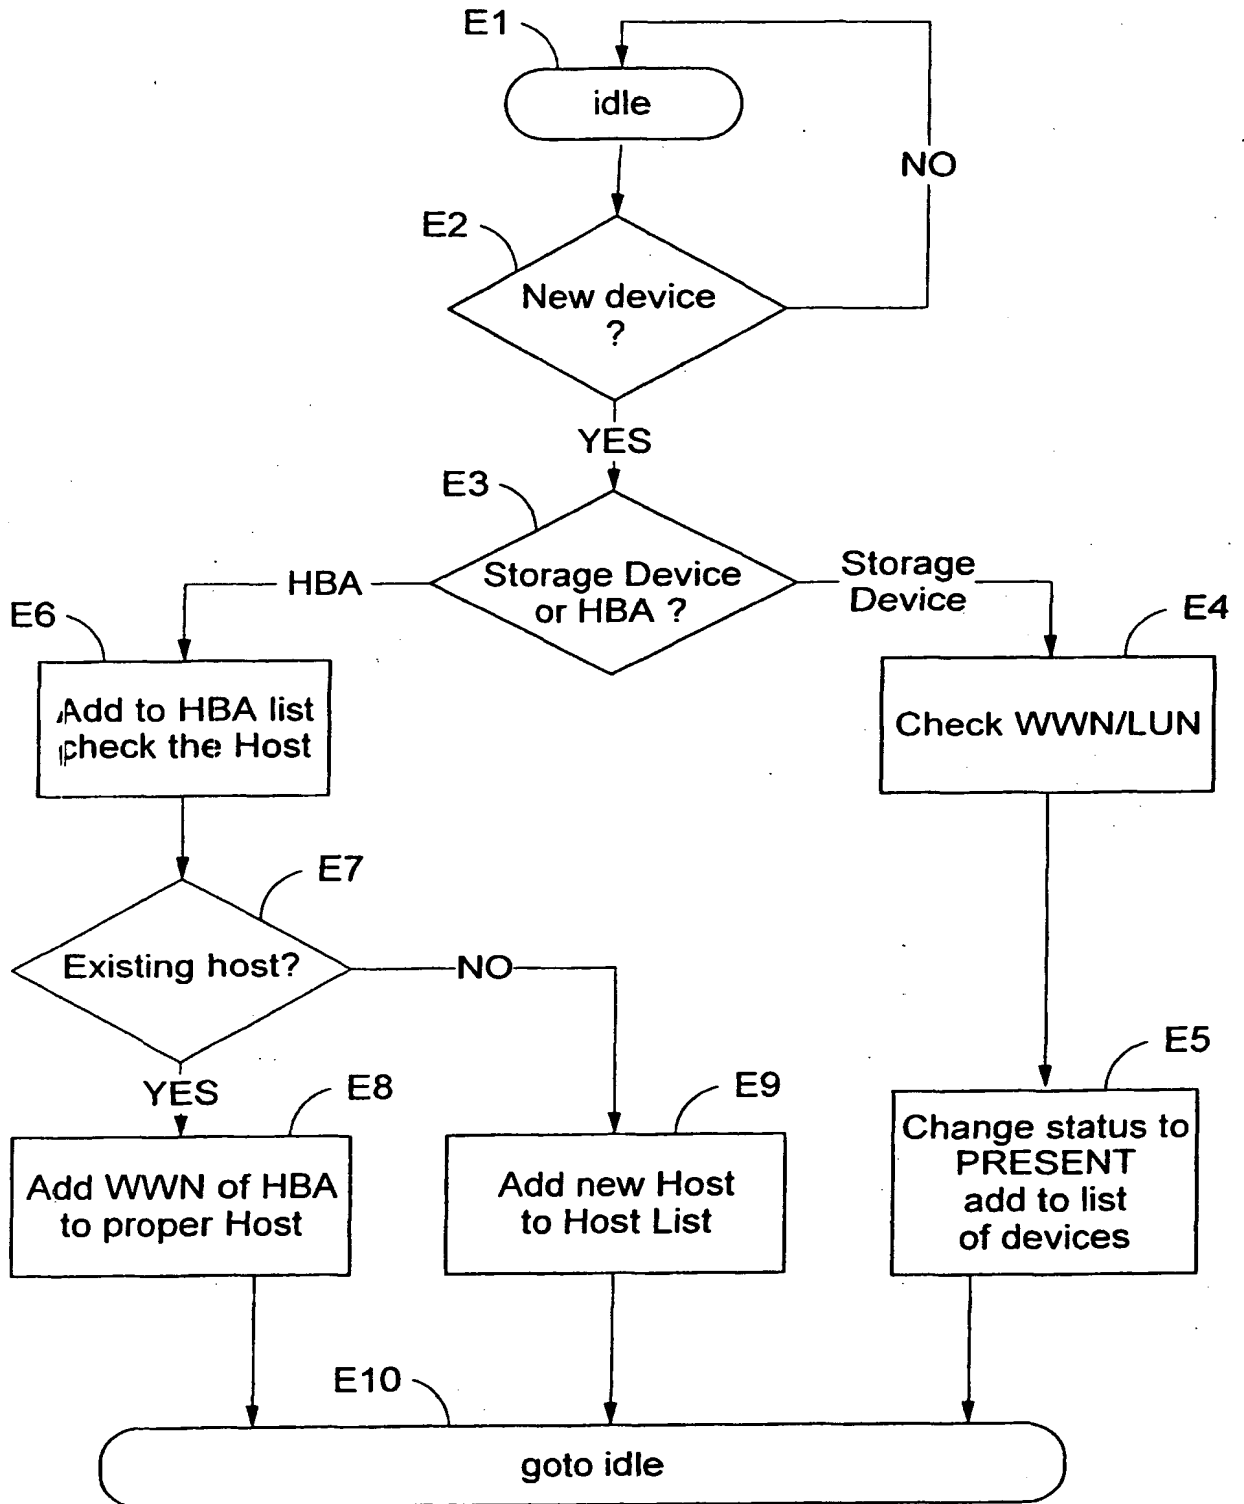 E1
idle
NO
E2
New device
?
YES
E3
Storage Device
or HBA ?
HBA
Storage
Device
E6
Add to HBA list
check the Host
E4
Check WWN/LUN
E7
Existing host?
NO
YES
E8
Add WWN of HBA
to proper Host
E9
Add new Host
to Host List
E5
Change status to
PRESENT
add to list
of devices
E10
goto idle